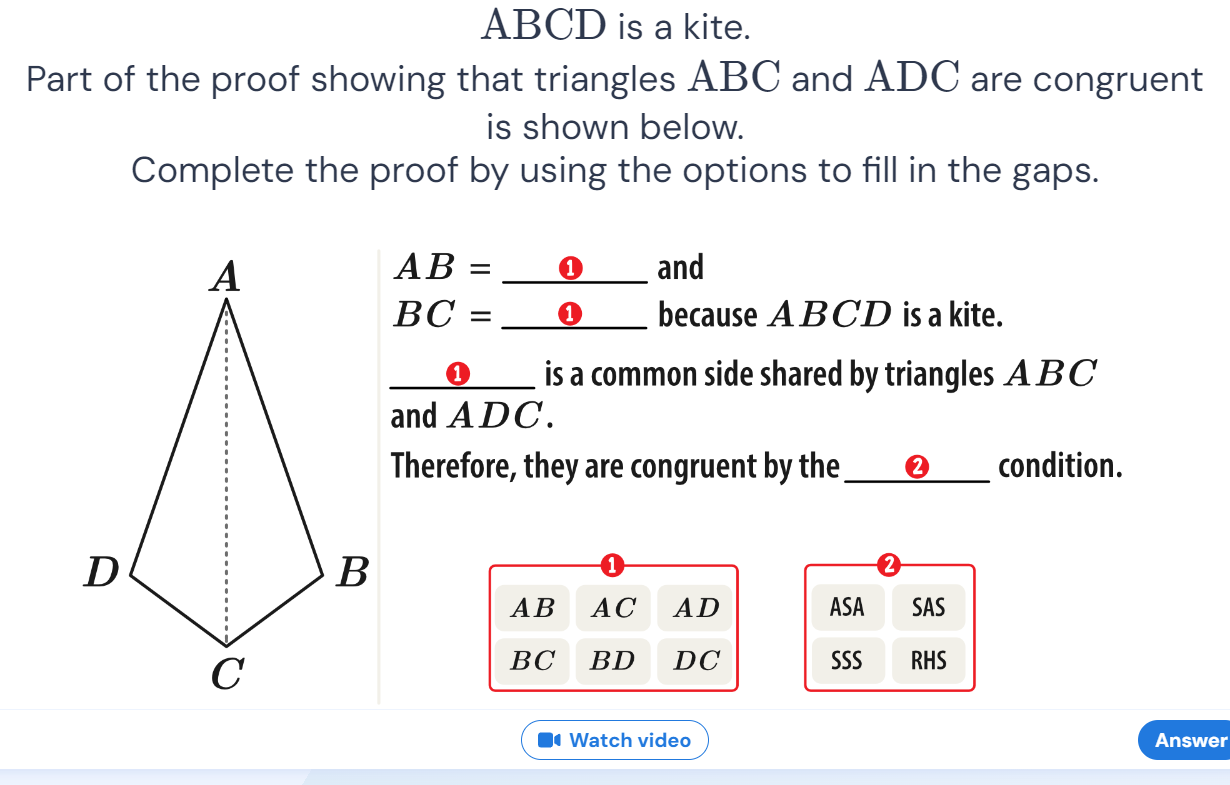 ABCD is a kite.
Part of the proof showing that triangles ABC and ADC are congruent
is shown below.
Complete the proof by using the options to fill in the gaps.
A
D
B
C
AB = ___1___ and
BC = ___1___ because ABCD is a kite.
___1___ is a common side shared by triangles ABC
and ADC.
Therefore, they are congruent by the ___2___ condition.
1
AB AC AD
BC BD DC
2
ASA SAS
SSS RHS
Watch video
Answer